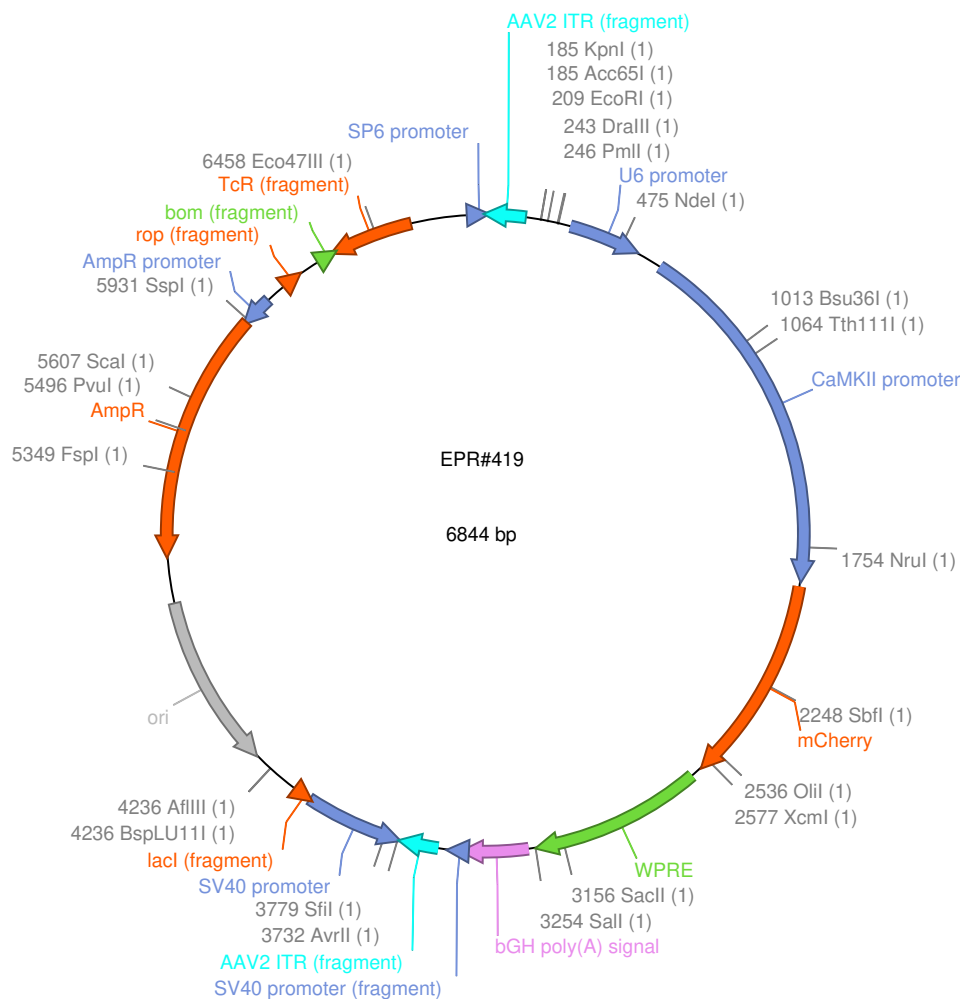 AAV2 ITR (fragment)
185 KpnI (1)
185 Acc65I (1)
209 EcoRI (1)
243 DraIII (1)
246 PmlI (1)
SP6 promoter
U6 promoter
475 NdeI (1)
6458 Eco47III (1)
TcR (fragment)
bom (fragment)
rop (fragment)
AmpR promoter
5931 SspI (1)
1013 Bsu36I (1)
1064 Tth111I (1)
5607 ScaI (1)
5496 PvuI (1)
AmpR
CaMKII promoter
5349 FspI (1)
EPR#419
6844 bp
1754 NruI (1)
ori
2248 SbfI (1)
mCherry
2536 OliI (1)
2577 XcmI (1)
4236 AflIII (1)
4236 BspLU11I (1)
lacI (fragment)
SV40 promoter
WPRE
3779 SfiI (1)
3732 AvrII (1)
3156 SacII (1)
3254 SalI (1)
bGH poly(A) signal
AAV2 ITR (fragment)
SV40 promoter (fragment)